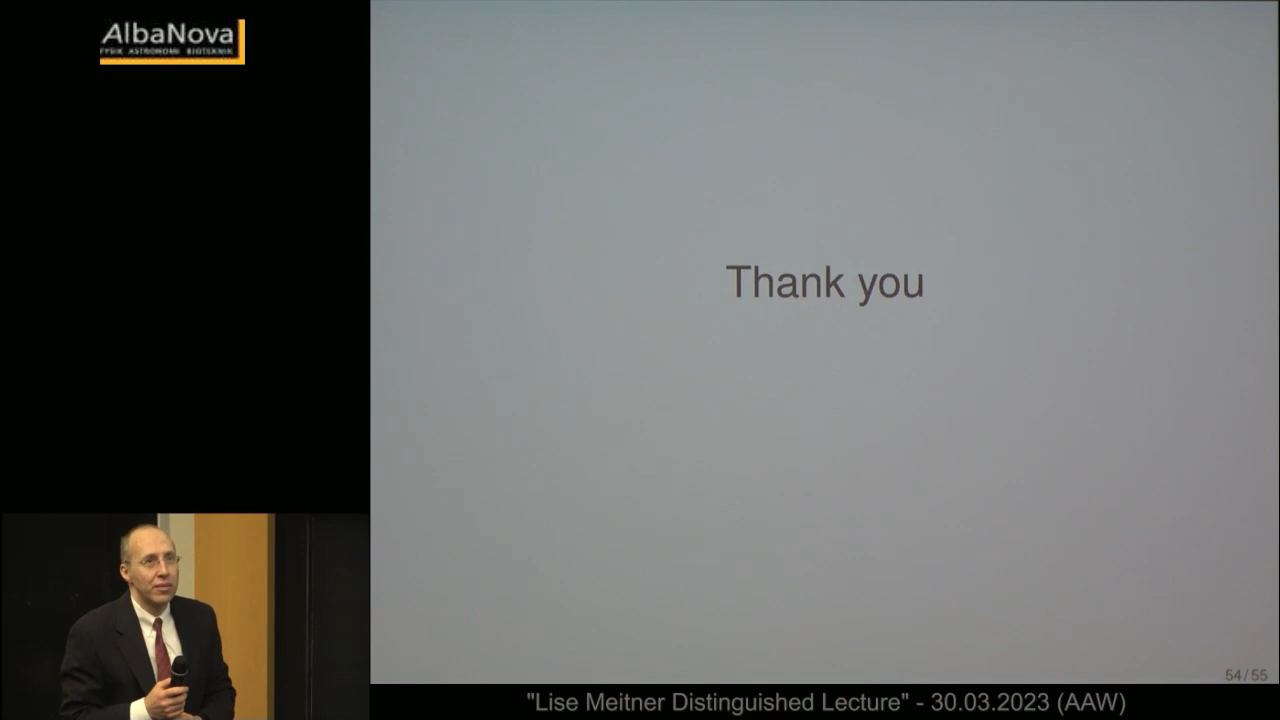 AlbaNova
FYSIK ASTRONOMI BIOTEKNIK
Thank you
54/55
"Lise Meitner Distinguished Lecture" - 30.03.2023 (AAW)